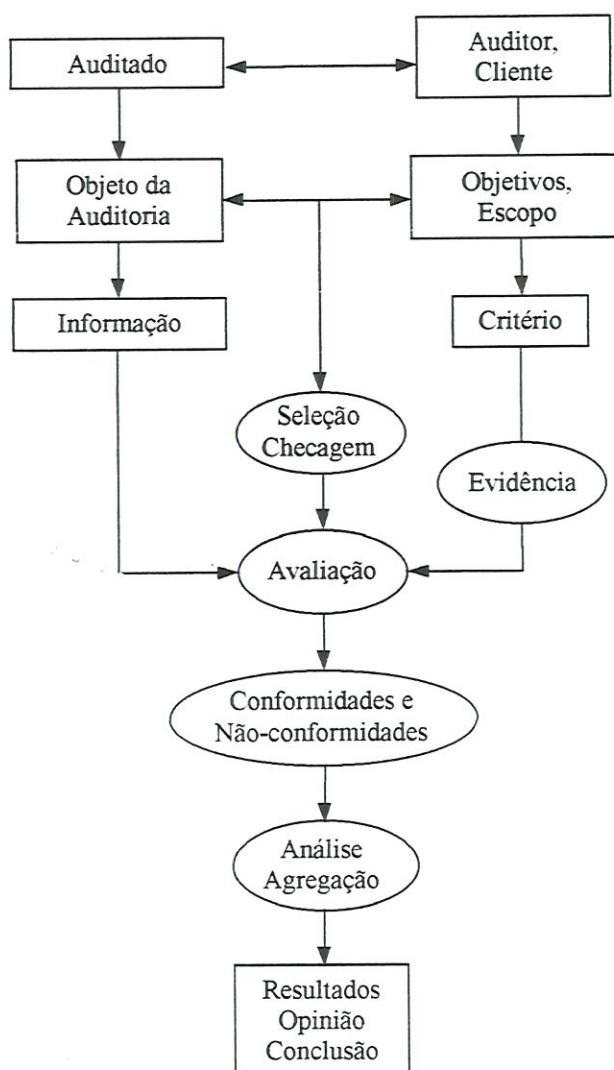 Auditado
Auditor,
Cliente
Objeto da
Auditoria
Objetivos,
Escopo
Informação
Critério
Seleção
Checagem
Evidência
Avaliação
Conformidades e
Não-conformidades
Análise
Agregação
Resultados
Opinião
Conclusão